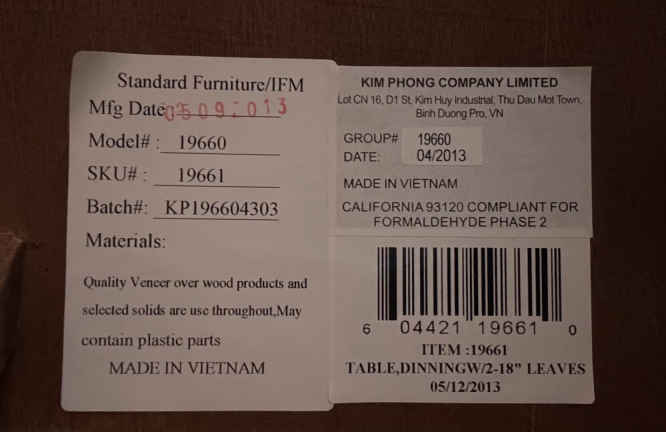 Standard Furniture/IFM
Mfg Date
Model# : 19660
SKU# : 19661
Batch#: KP196604303
Materials:
Quality Veneer over wood products and
selected solids are use throughout,May
contain plastic parts
MADE IN VIETNAM
KIM PHONG COMPANY LIMITED
Lot CN 16, D1 St, Kim Huy Industrial, Thu Dau Mot Town,
Binh Duong Pro, VN
GROUP# 19660
DATE: 04/2013
MADE IN VIETNAM
CALIFORNIA 93120 COMPLIANT FOR
FORMALDEHYDE PHASE 2
6 04421 19661 0
ITEM :19661
TABLE,DINNINGW/2-18" LEAVES
05/12/2013